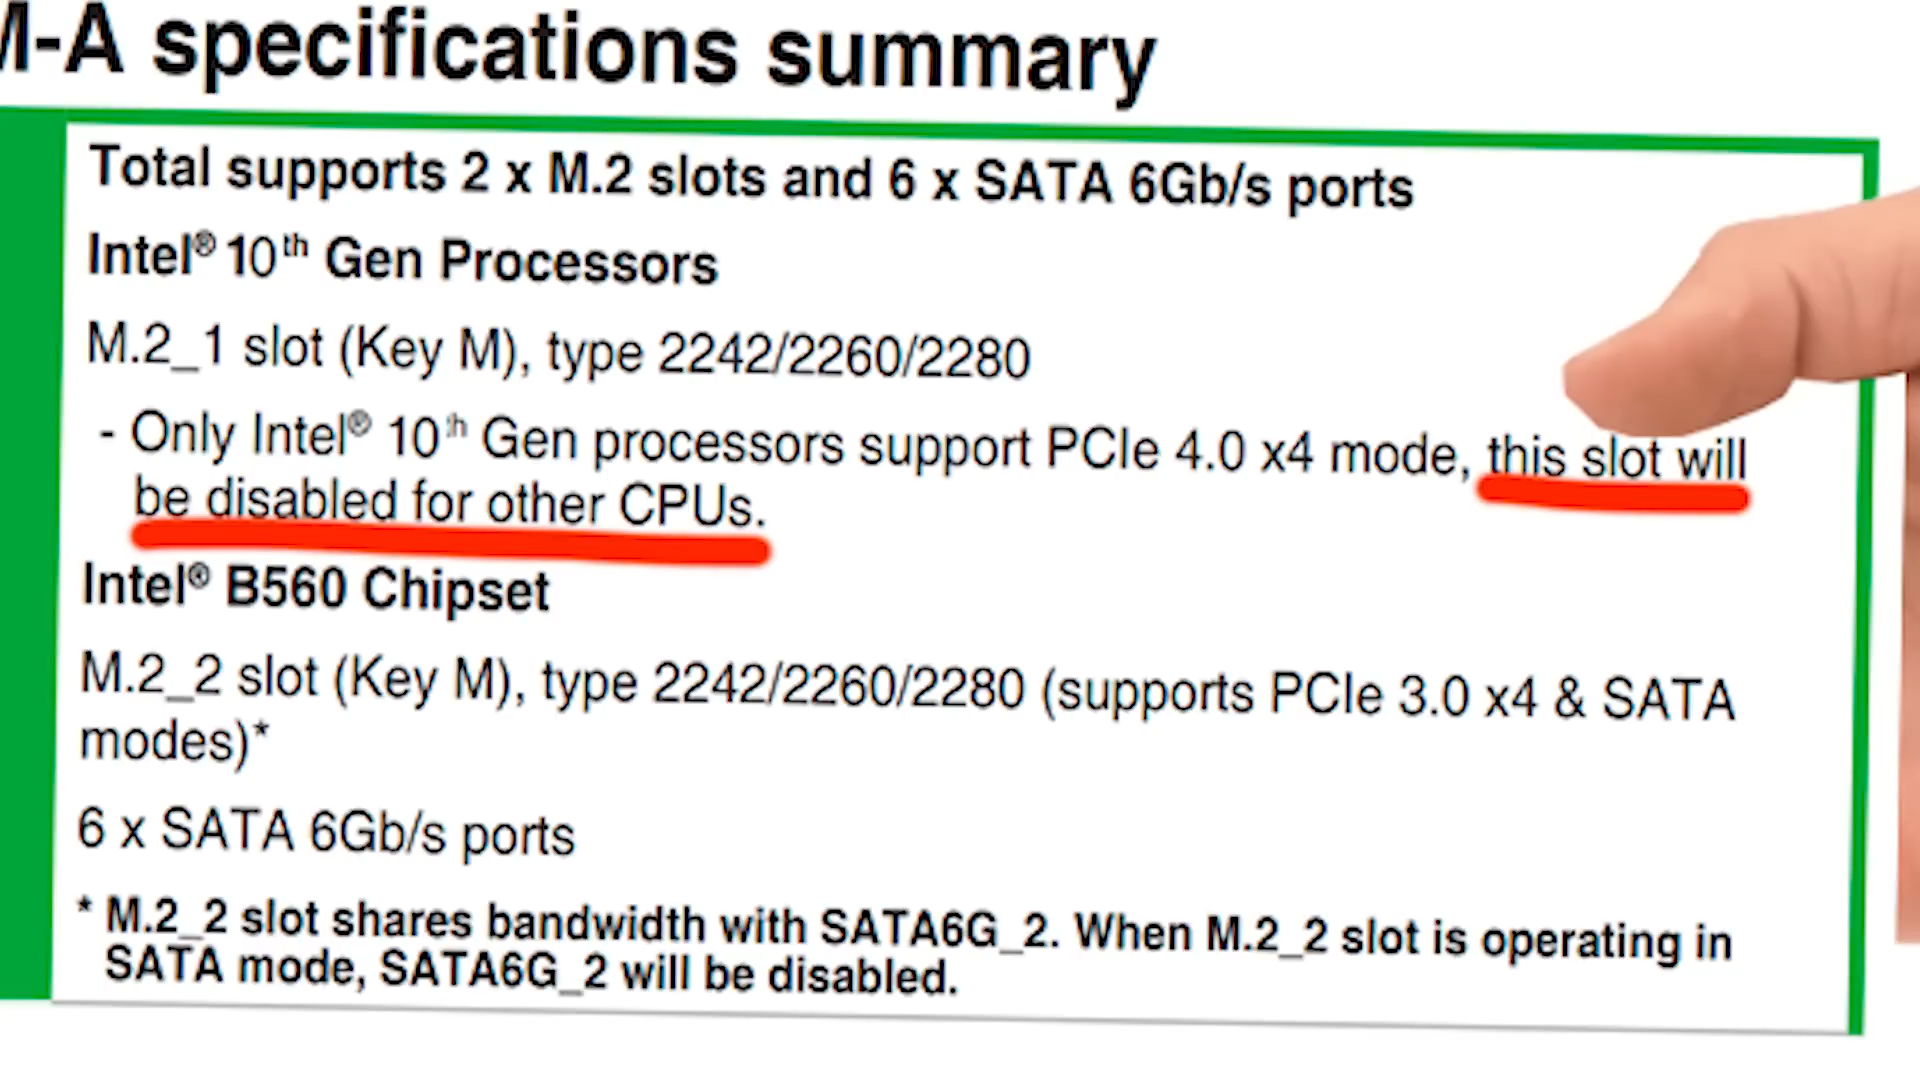 M-A specifications summary
Total supports 2 x M.2 slots and 6 x SATA 6Gb/s ports
Intel® 10th Gen Processors
M.2_1 slot (Key M), type 2242/2260/2280
- Only Intel® 10th Gen processors support PCIe 4.0 x4 mode, this slot will
be disabled for other CPUs.
Intel® B560 Chipset
M.2_2 slot (Key M), type 2242/2260/2280 (supports PCIe 3.0 x4 & SATA
modes)*
6 x SATA 6Gb/s ports
* M.2_2 slot shares bandwidth with SATA6G_2. When M.2_2 slot is operating in
SATA mode, SATA6G_2 will be disabled.